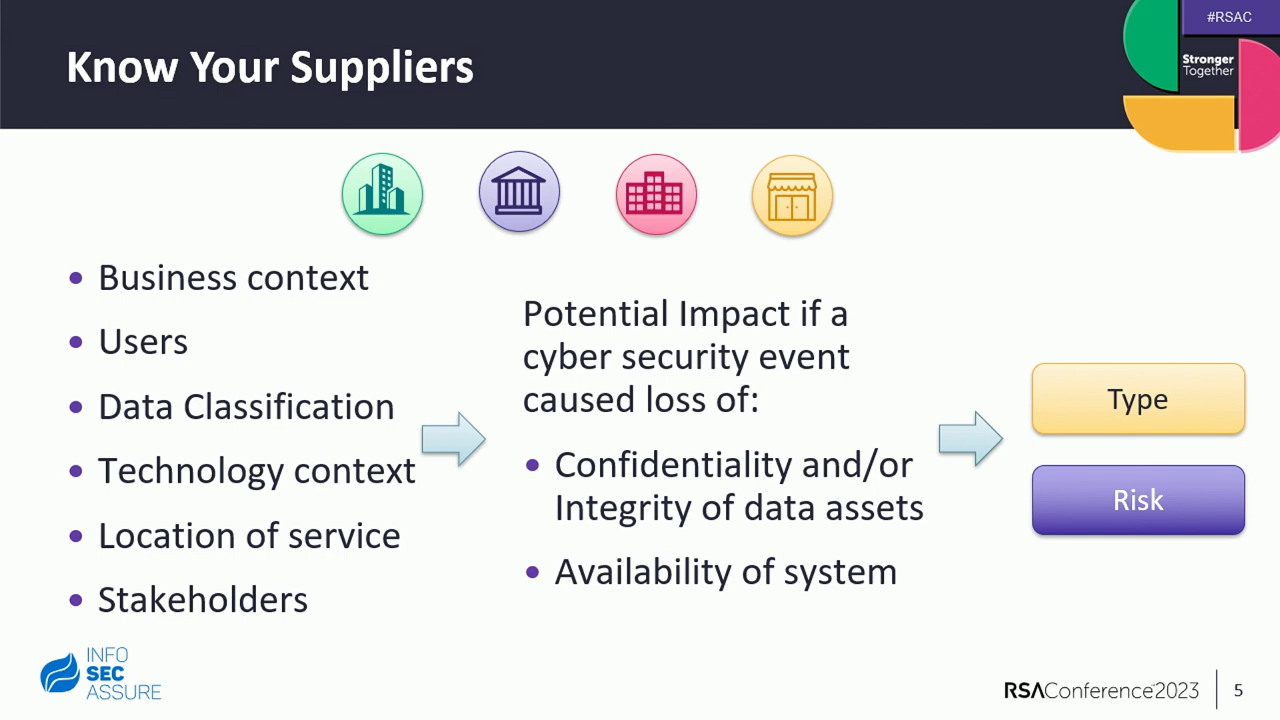 #RSAC
Know Your Suppliers
Stronger
Together
• Business context
• Users
• Data Classification
• Technology context
• Location of service
• Stakeholders
Potential Impact if a
cyber security event
caused loss of:
• Confidentiality and/or
Integrity of data assets
• Availability of system
Type
Risk
INFO
SEC
ASSURE
RSAConference™2023
5